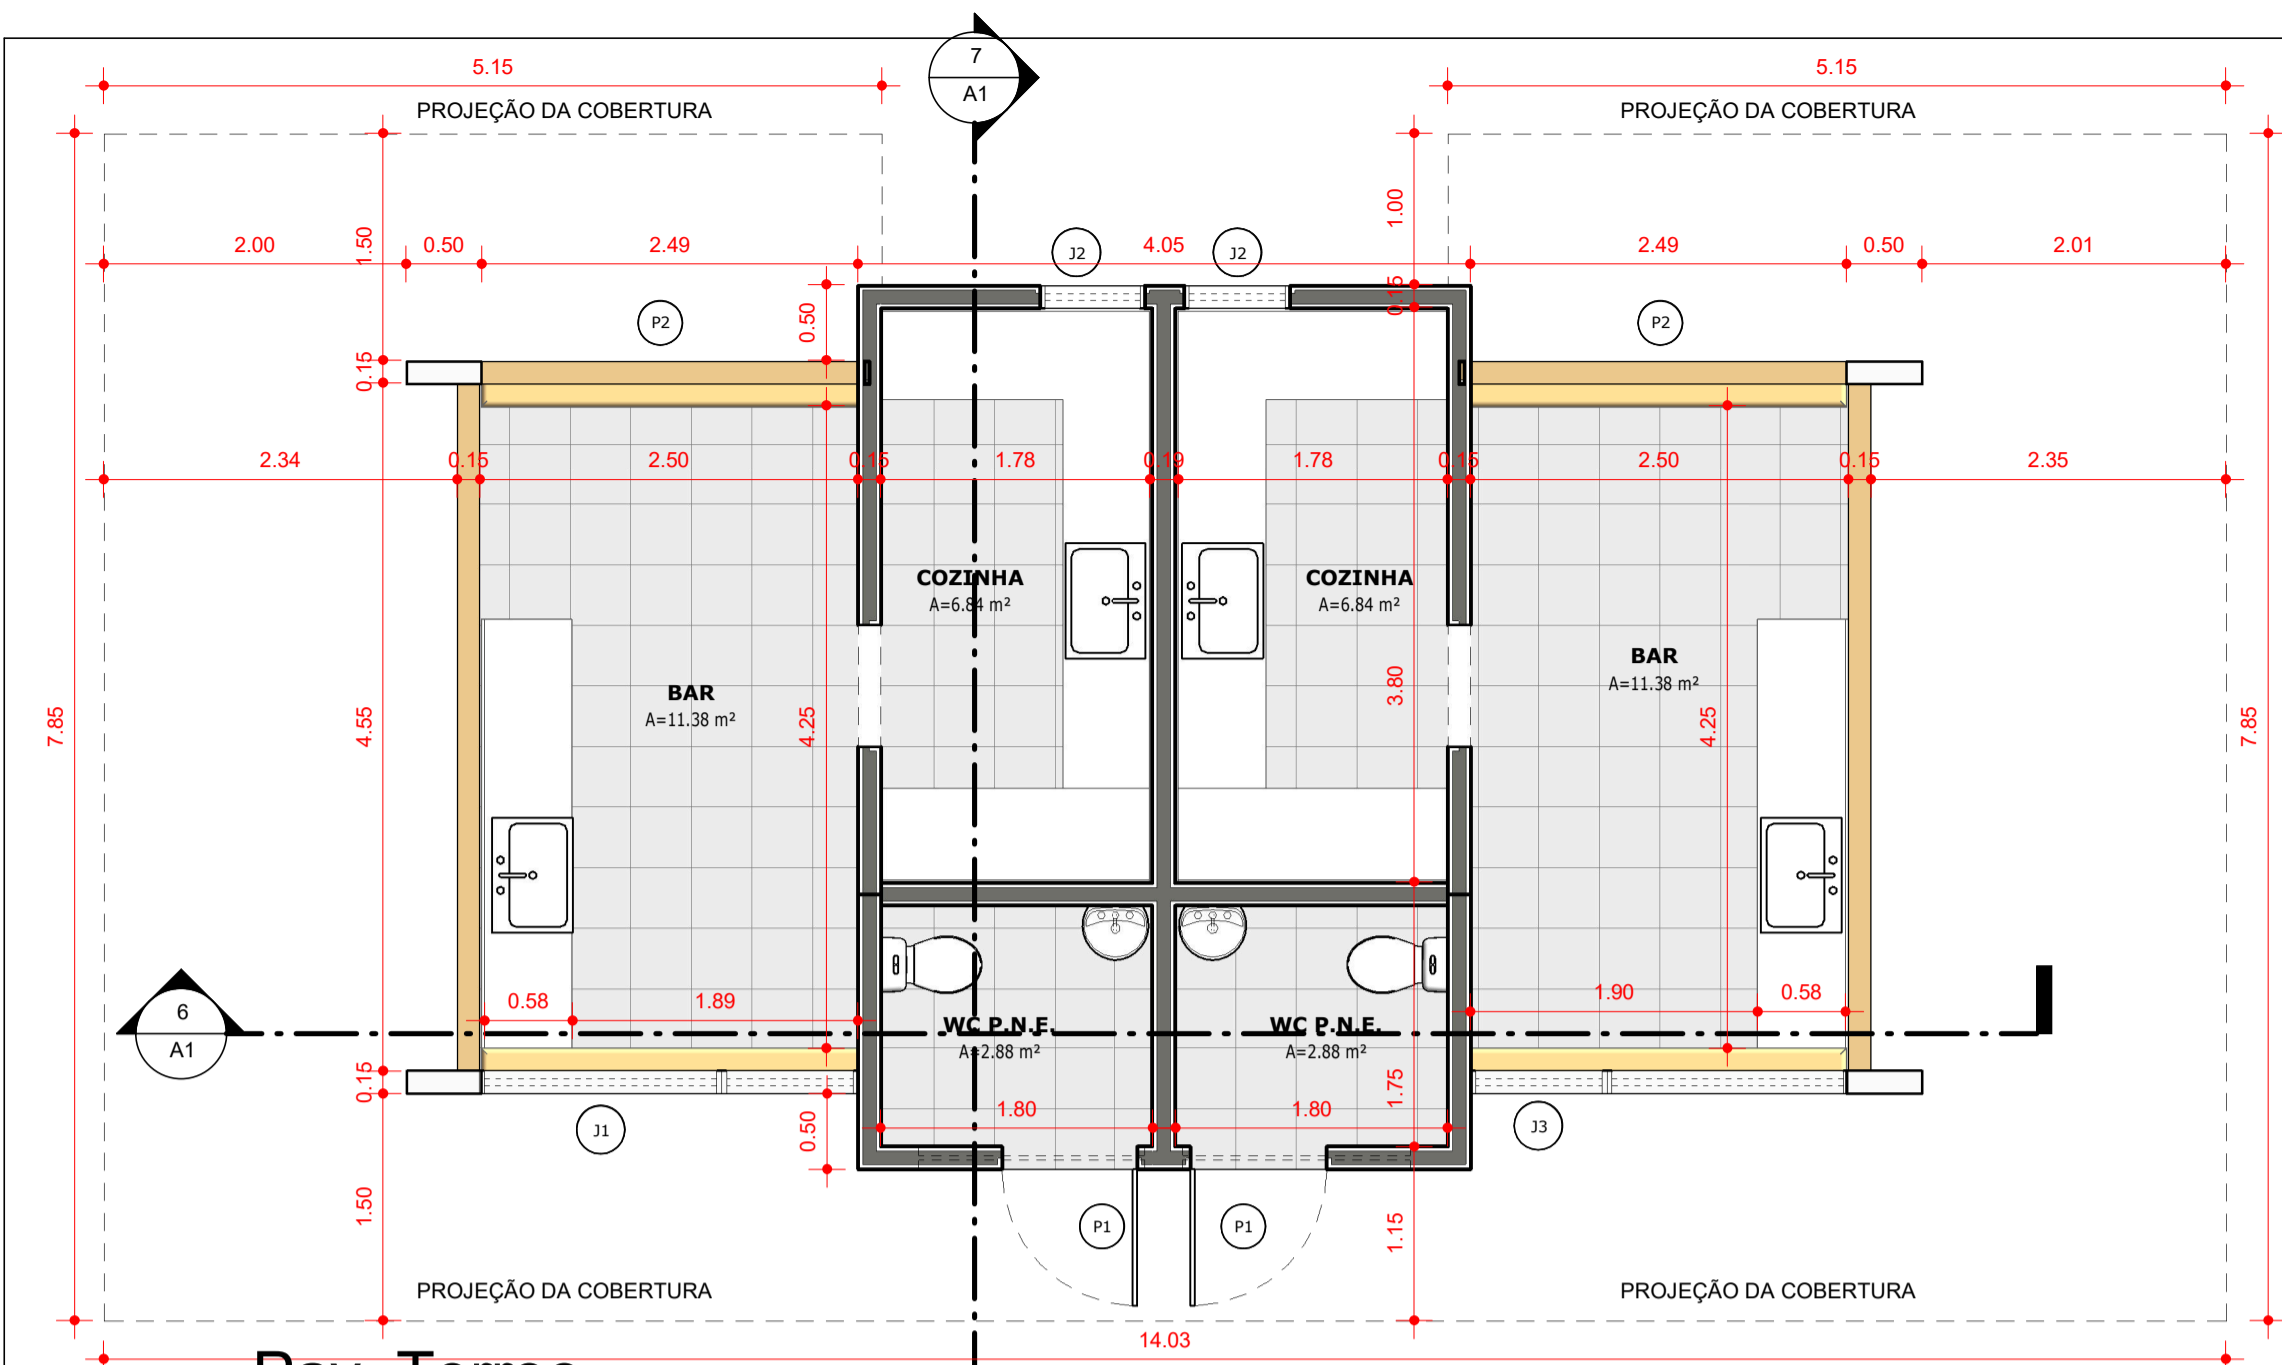 7
A1
5.15
5.15
PROJEÇÃO DA COBERTURA
PROJEÇÃO DA COBERTURA
1.00
1.50
2.00
0.50
2.49
J2
4.05
J2
2.49
0.50
2.01
0.15
0.50
P2
P2
0.15
2.34
0.15
2.50
0.15
1.78
0.19
1.78
0.15
2.50
0.15
2.35
COZINHA
A=6.84 m²
COZINHA
A=6.84 m²
BAR
A=11.38 m²
BAR
A=11.38 m²
7.85
4.55
4.25
3.80
4.25
7.85
0.58
1.89
1.90
0.58
6
A1
WC P.N.E.
A=2.88 m²
WC P.N.E.
A=2.88 m²
0.15
1.75
1.80
1.80
0.50
J1
J3
1.50
P1
P1
1.15
PROJEÇÃO DA COBERTURA
PROJEÇÃO DA COBERTURA
14.03